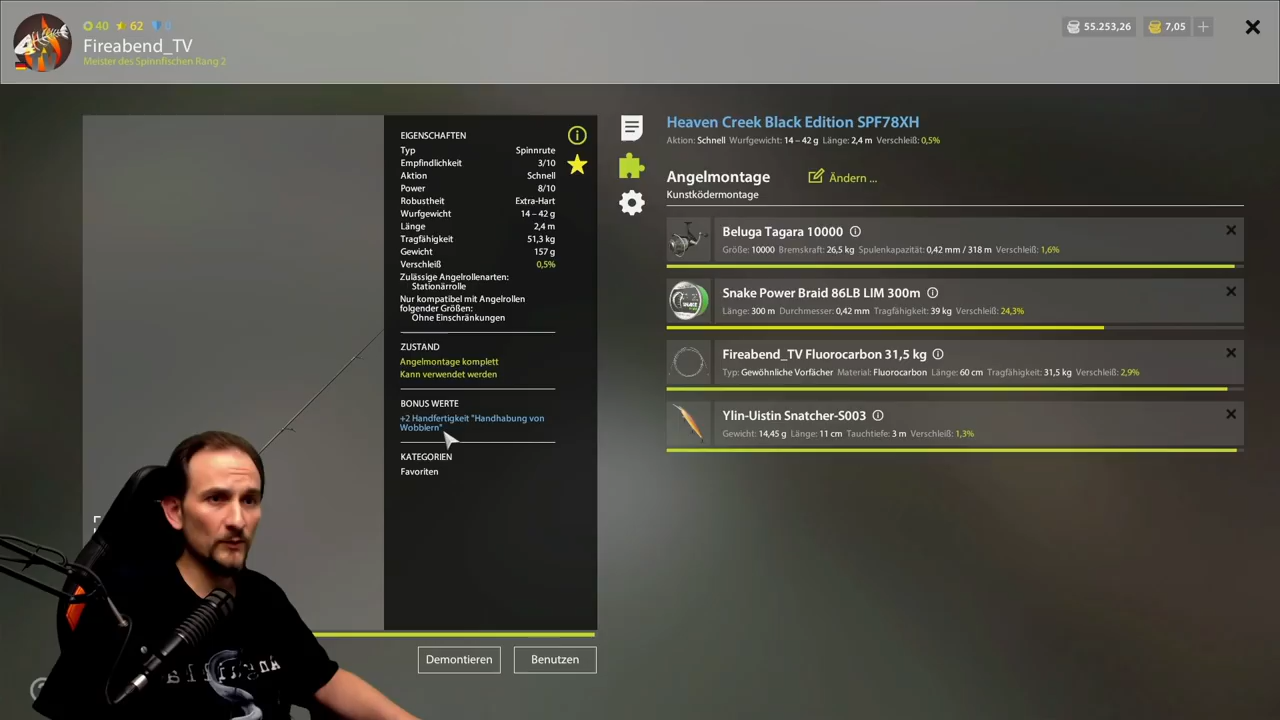 40 62
Fireabend_TV
Meister des Spinnfischen Rang 2
55.253,26 7,05 +
EIGENSCHAFTEN
Typ Spinnrute
Empfindlichkeit 3/10
Aktion Schnell
Power 8/10
Robustheit Extra-Hart
Wurfgewicht 14 – 42 g
Länge 2,4 m
Tragfähigkeit 51,3 kg
Gewicht 157 g
Verschleiß 0,5%
Zulässige Angelrollenarten:
Stationärrolle
Nur kompatibel mit Angelrollen
folgender Größen:
Ohne Einschränkungen
ZUSTAND
Angelmontage komplett
Kann verwendet werden
BONUS WERTE
+2 Handfertigkeit "Handhabung von
Wobblern"
KATEGORIEN
Favoriten
Demontieren Benutzen
Heaven Creek Black Edition SPF78XH
Aktion: Schnell Wurfgewicht: 14 – 42 g Länge: 2,4 m Verschleiß: 0,5%
Angelmontage Ändern ...
Kunstködermontage
Beluga Tagara 10000
Größe: 10000 Bremskraft: 26,5 kg Spulenkapazität: 0,42 mm / 318 m Verschleiß: 1,6%
Snake Power Braid 86LB LIM 300m
Länge: 300 m Durchmesser: 0,42 mm Tragfähigkeit: 39 kg Verschleiß: 24,3%
Fireabend_TV Fluorocarbon 31,5 kg
Typ: Gewöhnliche Vorfächer Material: Fluorocarbon Länge: 60 cm Tragfähigkeit: 31,5 kg Verschleiß: 2,9%
Ylin-Uistin Snatcher-S003
Gewicht: 14,45 g Länge: 11 cm Tauchtiefe: 3 m Verschleiß: 1,3%